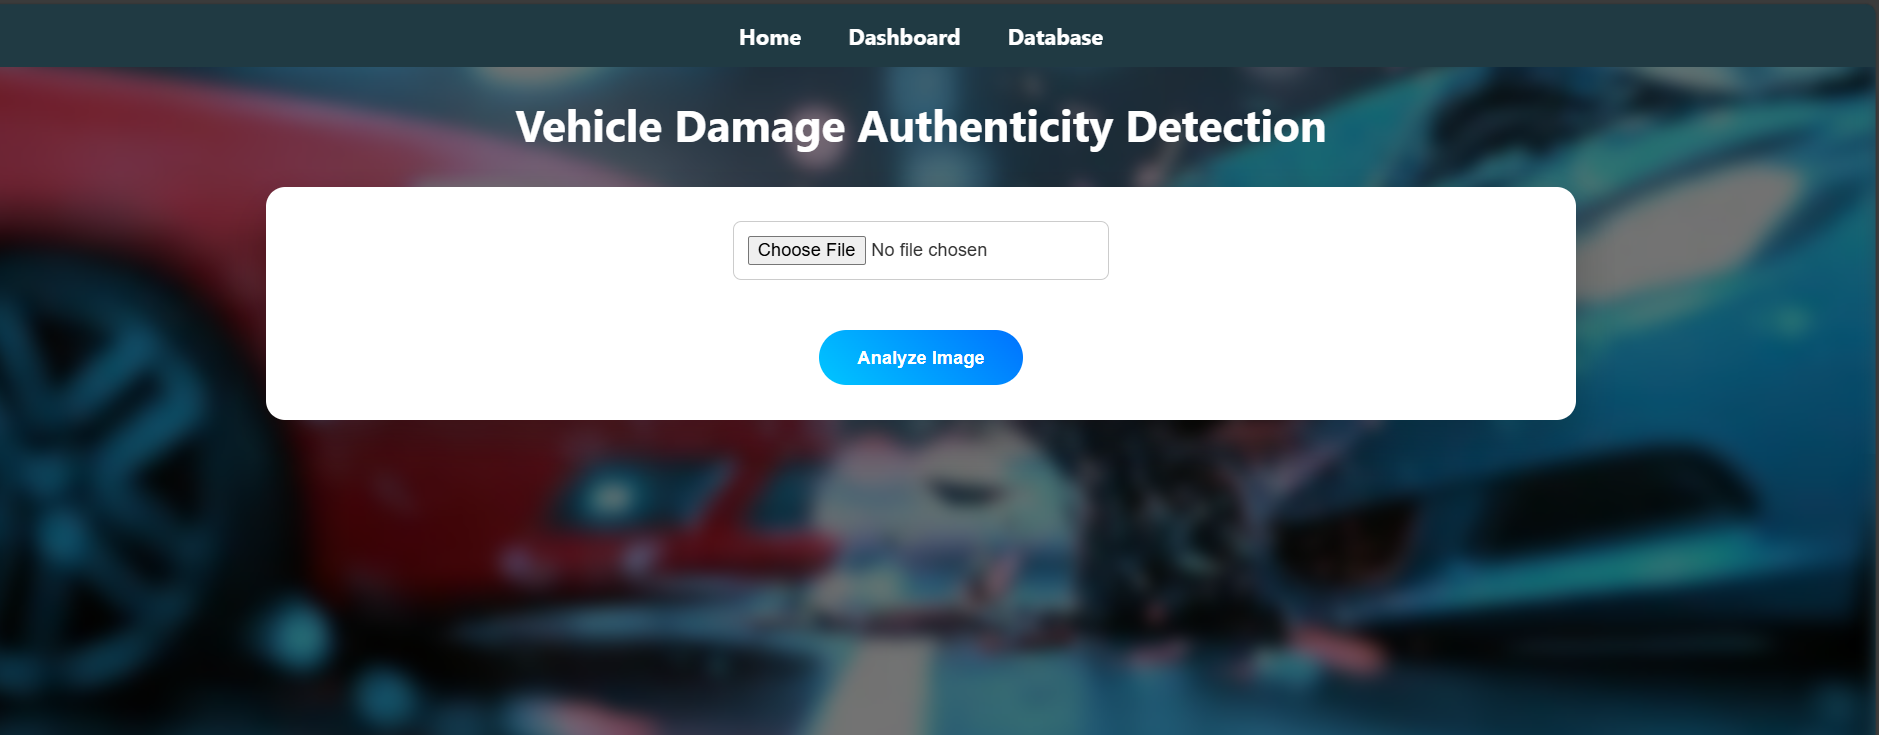 Home Dashboard Database
Vehicle Damage Authenticity Detection
Choose File No file chosen
Analyze Image